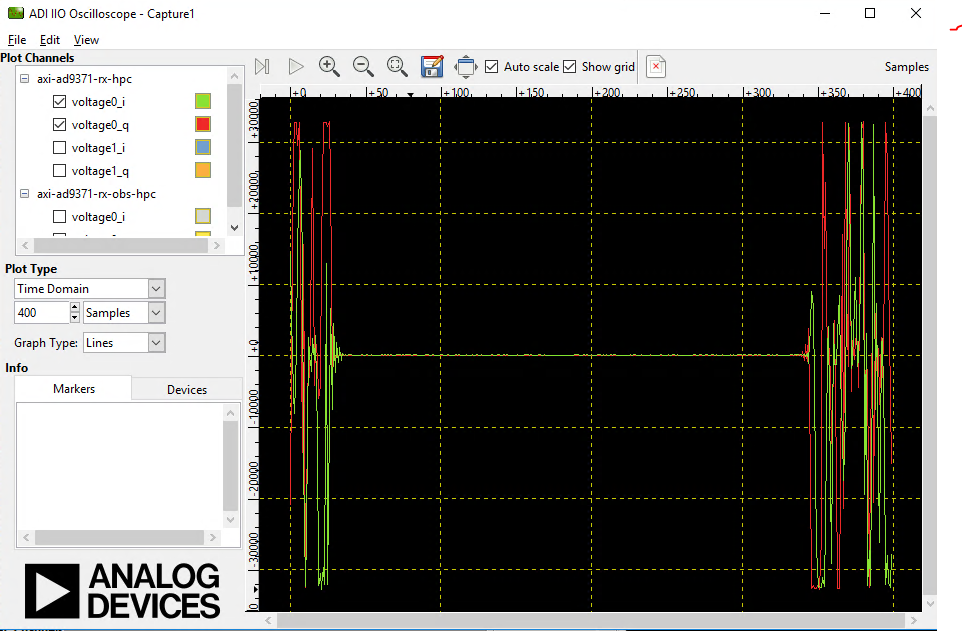 ADI IIO Oscilloscope - Capture1
File Edit View
Plot Channels
axi-ad9371-rx-hpc
voltage0_i
voltage0_q
voltage1_i
voltage1_q
axi-ad9371-rx-obs-hpc
voltage0_i
Plot Type
Time Domain
400 Samples
Graph Type: Lines
Info
Markers Devices
ANALOG
DEVICES
Auto scale Show grid Samples
+0 +50 +100 +150 +200 +250 +300 +350 +400
+30000
+20000
+10000
+0
-10000
-20000
-30000